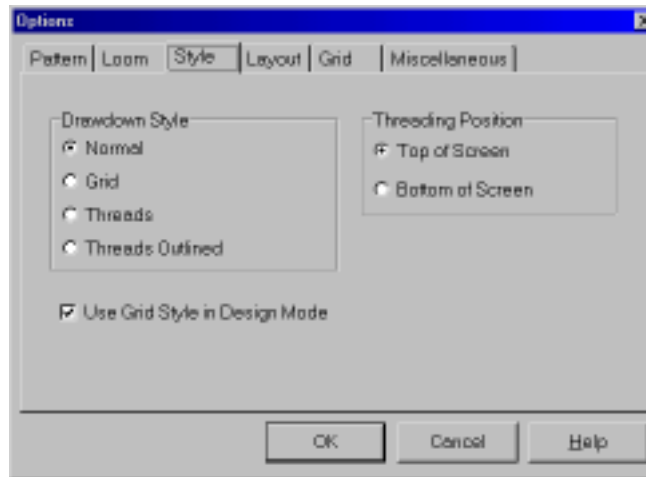 Options
Pattern Loom Style Layout Grid Miscellaneous
Drawdown Style
Normal
Grid
Threads
Threads Outlined
Threading Position
Top of Screen
Bottom of Screen
Use Grid Style in Design Mode
OK Cancel Help